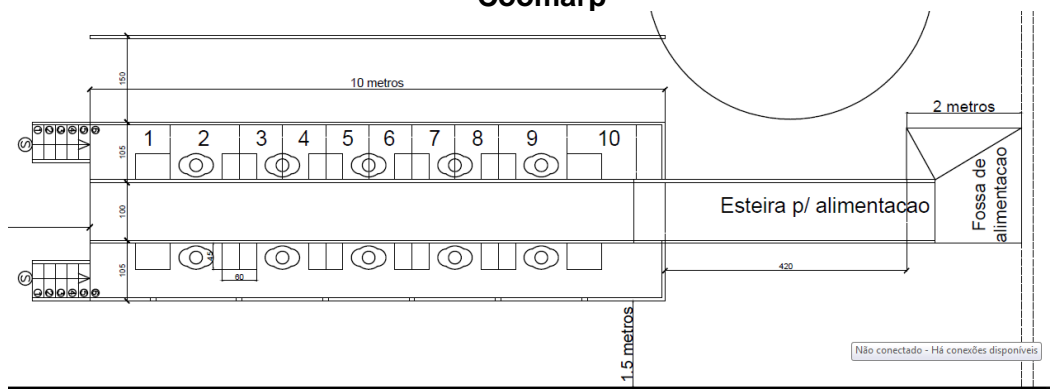 Coomarp
10 metros
150
2 metros
1 2 3 4 5 6 7 8 9 10
S
105
100
Esteira p/ alimentacao
Fossa de
alimentacao
45
60
105
420
S
1.5 metros
Não conectado - Há conexões disponíveis